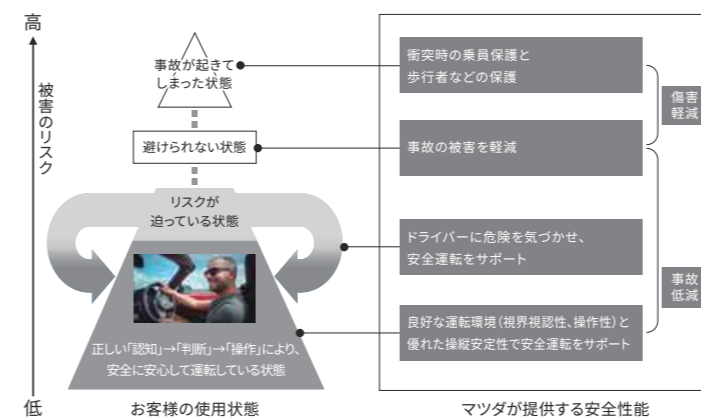 高
被害のリスク
低
事故が起きて
しまった状態
避けられない状態
リスクが
迫っている状態
正しい「認知」→「判断」→「操作」により、
安全に安心して運転している状態
お客様の使用状態
衝突時の乗員保護と
歩行者などの保護
事故の被害を軽減
ドライバーに危険を気づかせ、
安全運転をサポート
良好な運転環境（視界視認性、操作性）と
優れた操縦安定性で安全運転をサポート
傷害
軽減
事故
低減
マツダが提供する安全性能